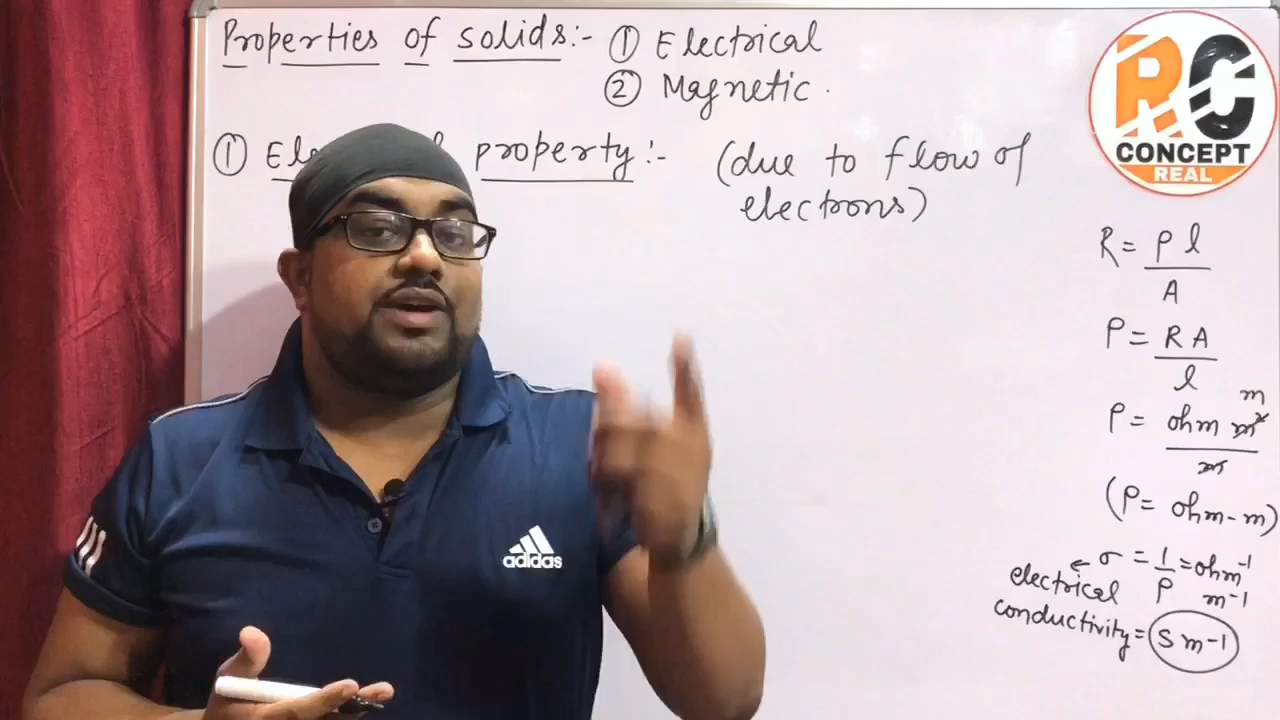 Properties of solids:- ① Electrical
② Magnetic .
① El l property :- (due to flow of
electrons)
RC
CONCEPT
REAL
R = ρ l / A
ρ = R A / l
ρ = ohm m² m / m
(ρ = ohm - m)
← σ = 1/ρ = ohm⁻¹ m⁻¹
electrical
conductivity = S m⁻¹
adidas